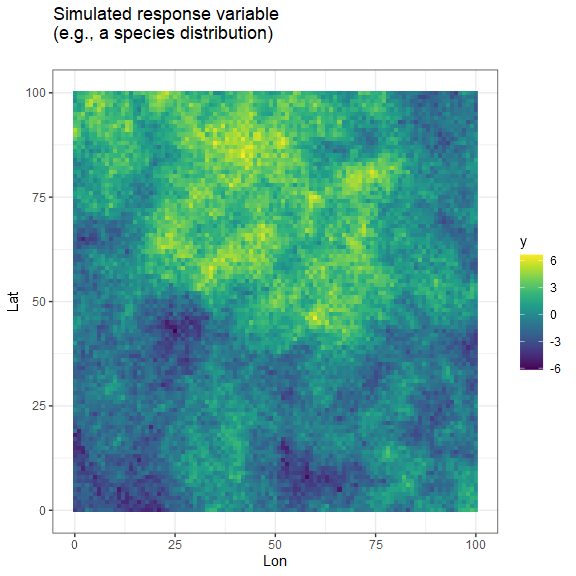 Simulated response variable
(e.g., a species distribution)
100
75
50
25
0
Lat
0 25 50 75 100
Lon
y
6
3
0
-3
-6